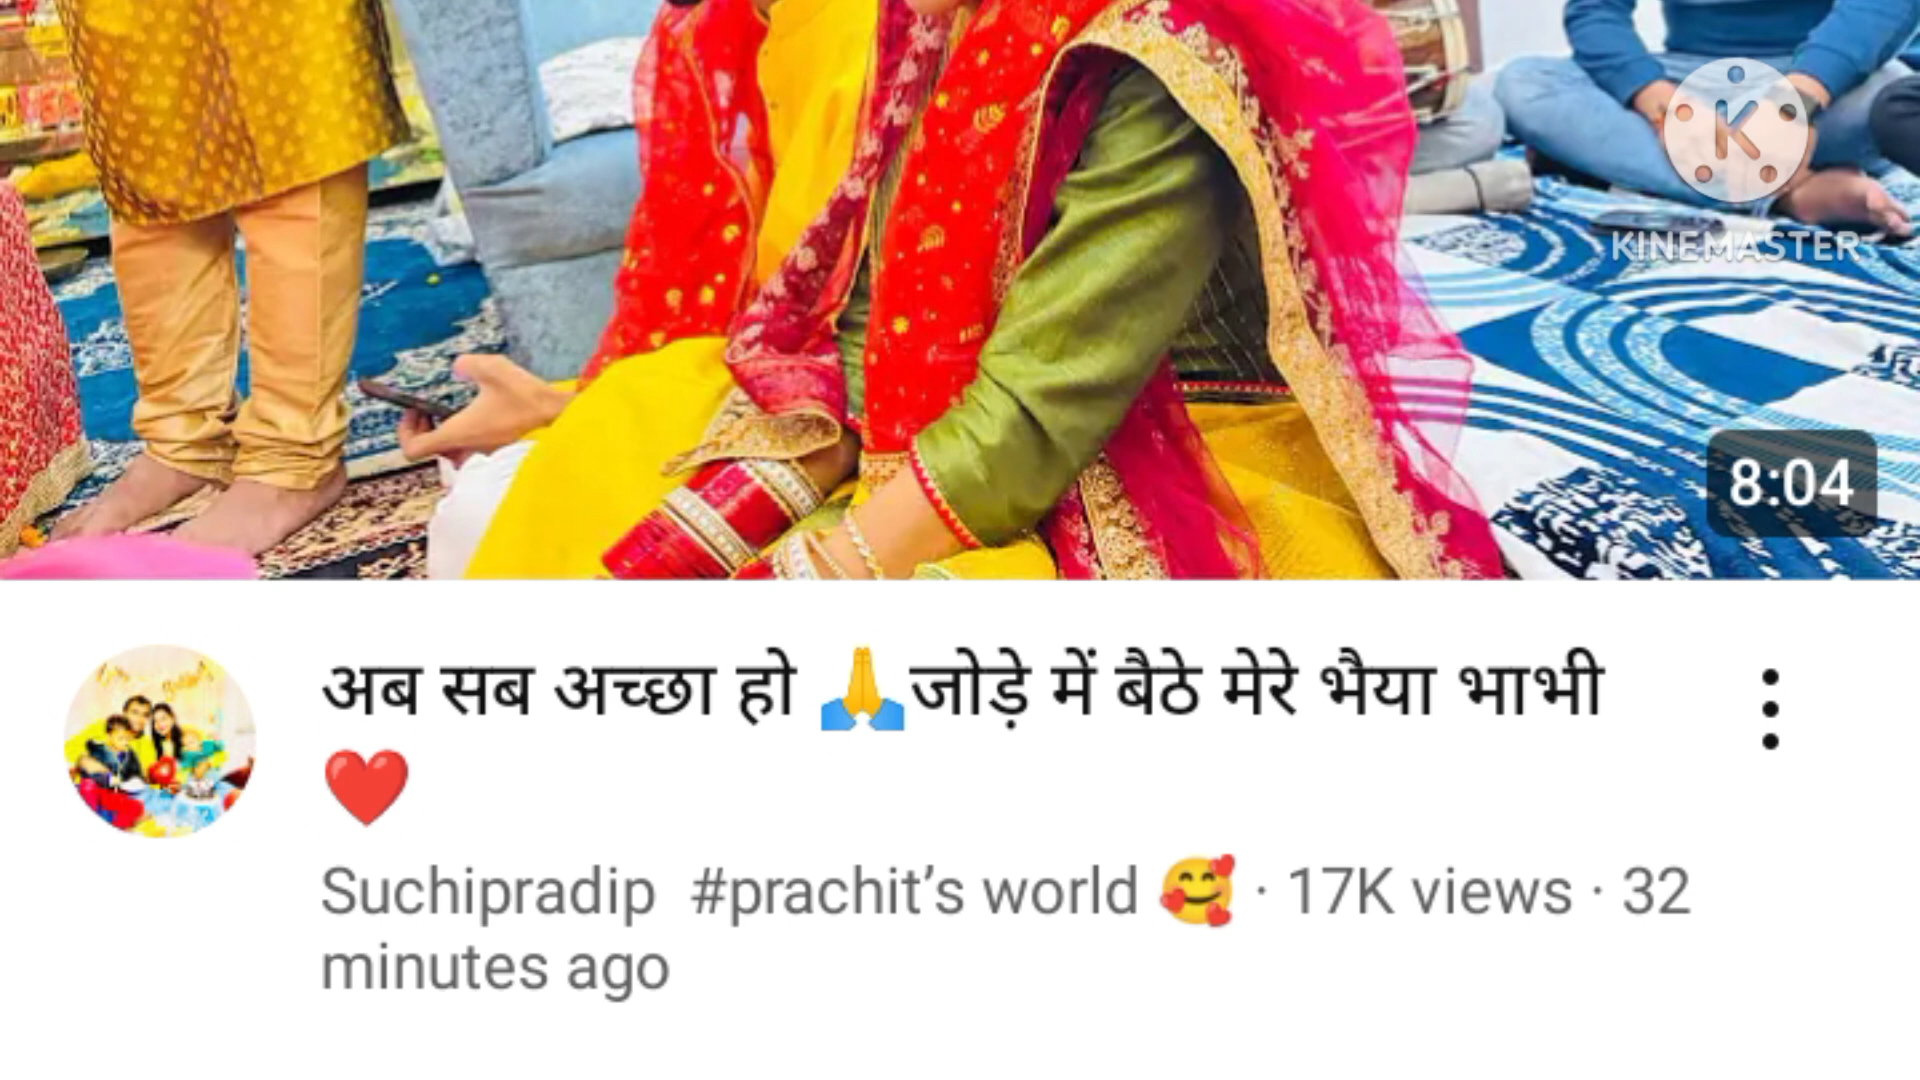 K
KINEMASTER
8:04
अब सब अच्छा हो 🙏जोड़े में बैठे मेरे भैया भाभी
❤️
Suchipradip #prachit’s world 🥰 · 17K views · 32
minutes ago